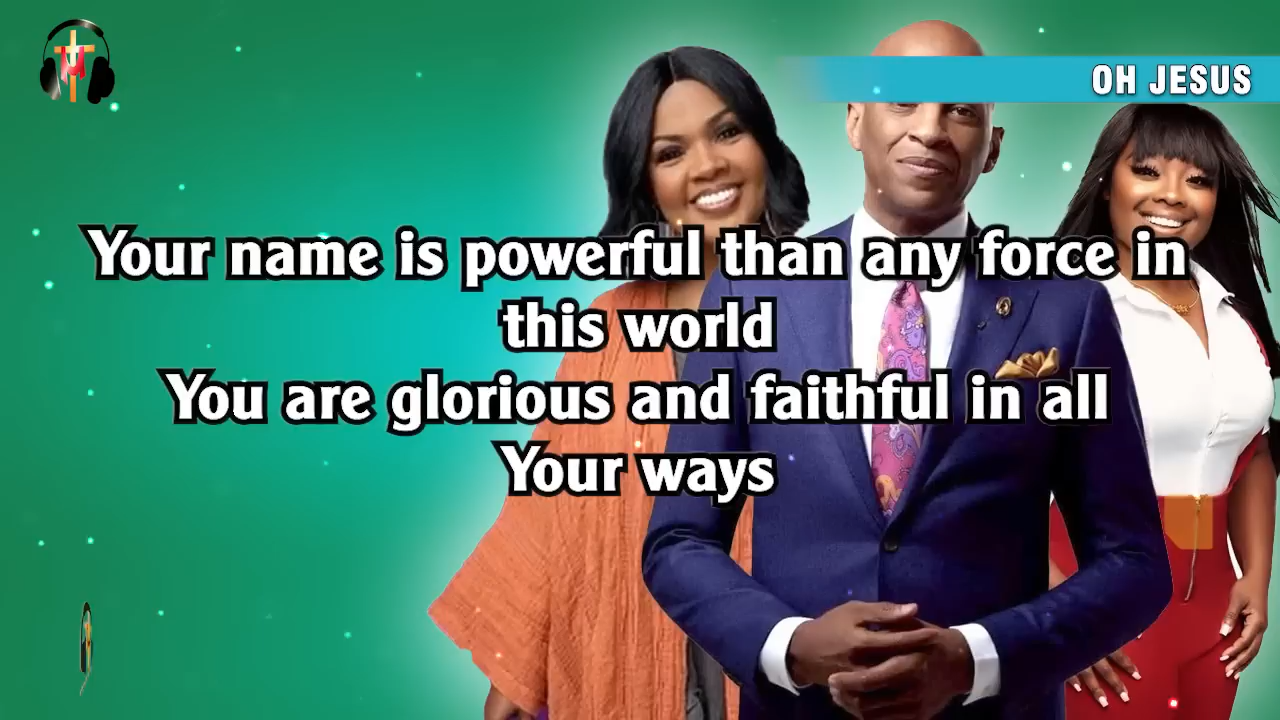 OH JESUS
Your name is powerful than any force in
this world
You are glorious and faithful in all
Your ways